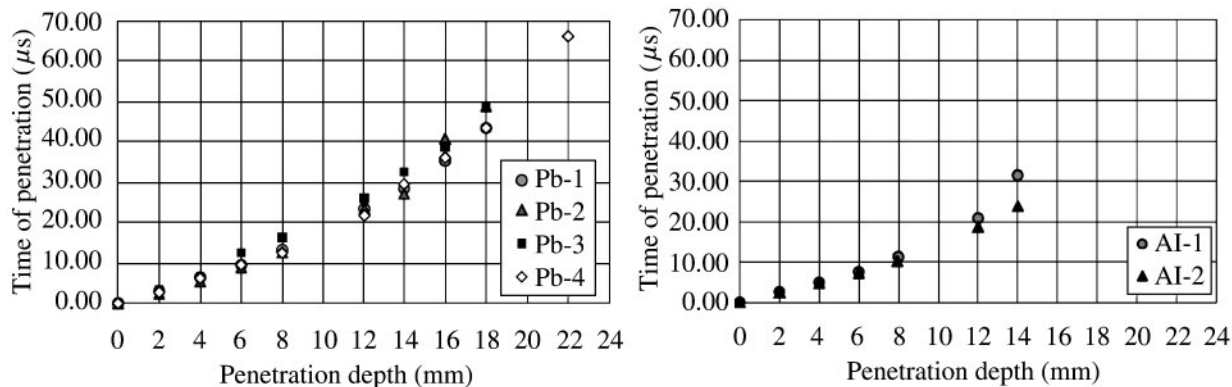 70.00
60.00
50.00
40.00
30.00
20.00
10.00
0.00
Time of penetration (μs)
0 2 4 6 8 10 12 14 16 18 20 22 24
Penetration depth (mm)
Pb-1
Pb-2
Pb-3
Pb-4
70.00
60.00
50.00
40.00
30.00
20.00
10.00
0.00
Time of penetration (μs)
0 2 4 6 8 10 12 14 16 18 20 22 24
Penetration depth (mm)
AI-1
AI-2